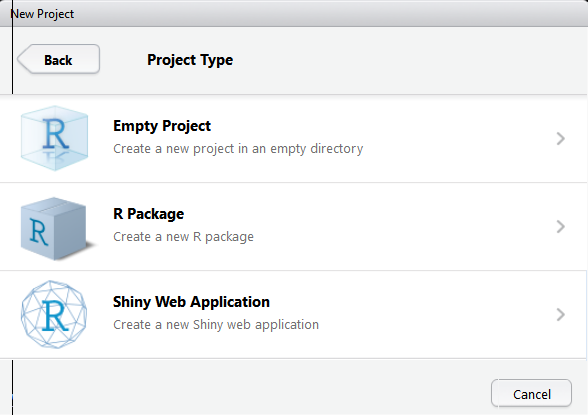 New Project
Back
Project Type
R
Empty Project
Create a new project in an empty directory
R
R Package
Create a new R package
R
Shiny Web Application
Create a new Shiny web application
Cancel